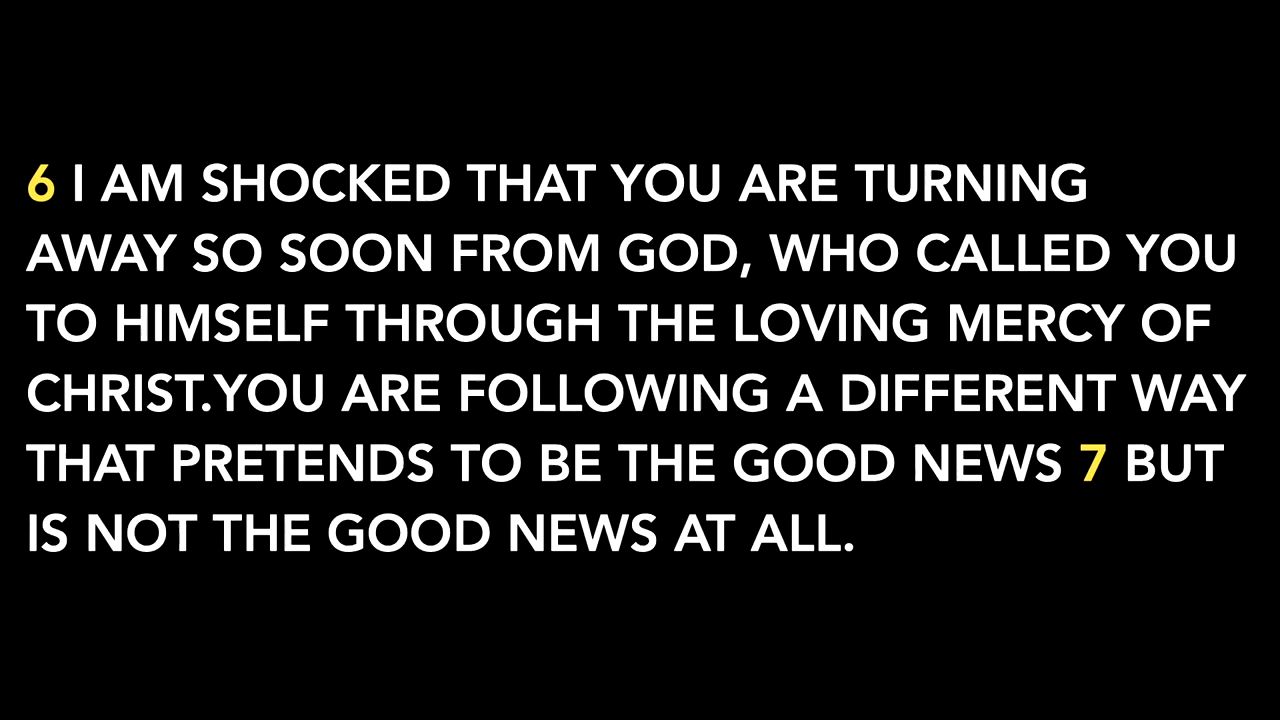 6 I AM SHOCKED THAT YOU ARE TURNING
AWAY SO SOON FROM GOD, WHO CALLED YOU
TO HIMSELF THROUGH THE LOVING MERCY OF
CHRIST.YOU ARE FOLLOWING A DIFFERENT WAY
THAT PRETENDS TO BE THE GOOD NEWS 7 BUT
IS NOT THE GOOD NEWS AT ALL.